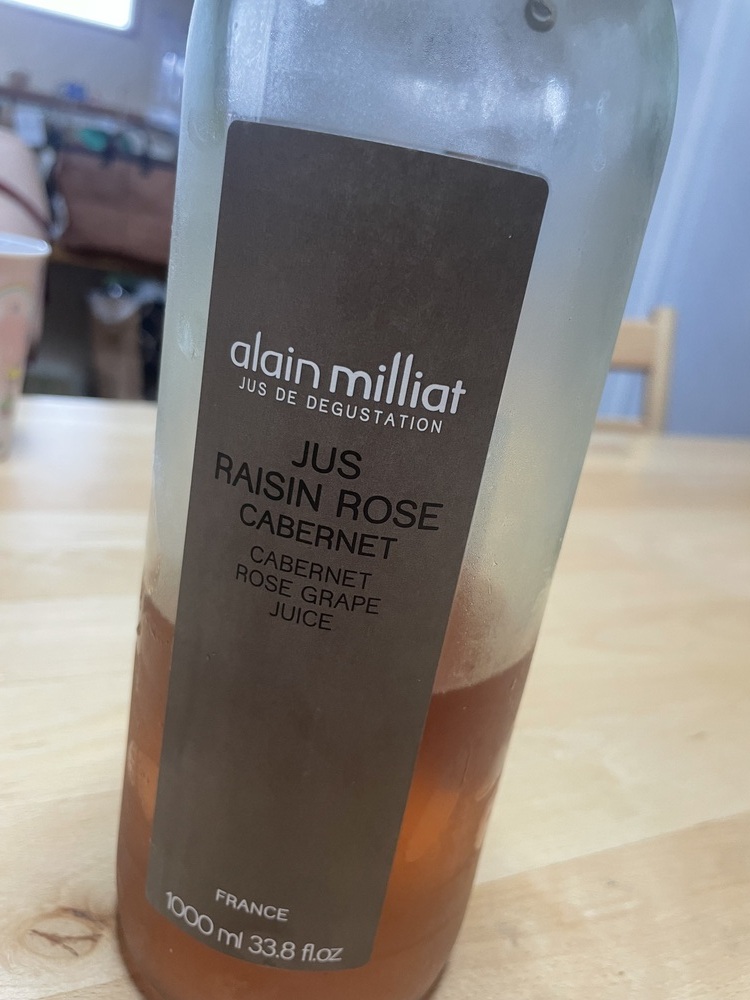 alain milliat
JUS DE DEGUSTATION
JUS
RAISIN ROSE
CABERNET
CABERNET
ROSE GRAPE
JUICE
FRANCE
1000 ml 33.8 fl.oz